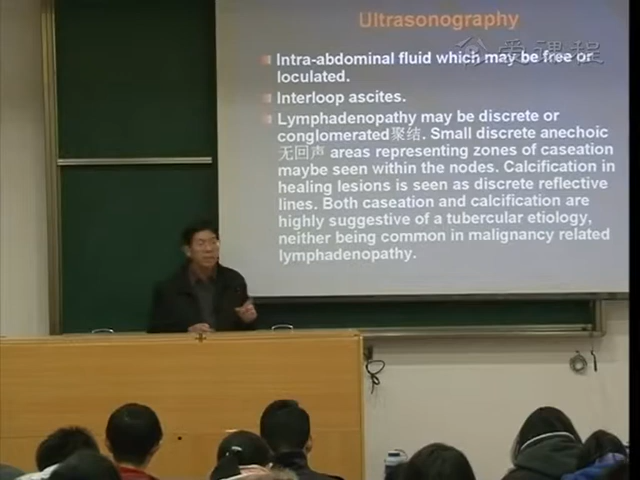 Ultrasonography
爱课程
Intra-abdominal fluid which may be free or
loculated.
Interloop ascites.
Lymphadenopathy may be discrete or
conglomerated聚结. Small discrete anechoic
无回声 areas representing zones of caseation
maybe seen within the nodes. Calcification in
healing lesions is seen as discrete reflective
lines. Both caseation and calcification are
highly suggestive of a tubercular etiology,
neither being common in malignancy related
lymphadenopathy.